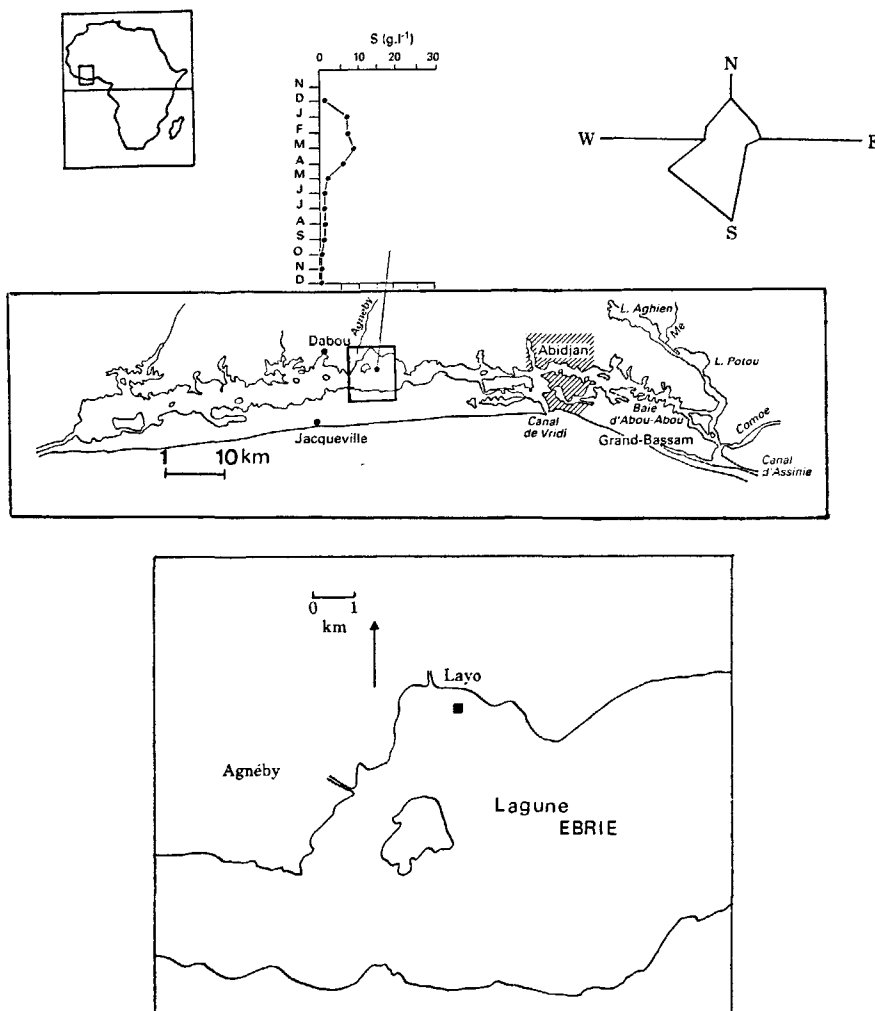 S (g.l⁻¹)
0 10 20 30
N
D
J
F
M
A
M
J
J
A
S
O
N
D
N
W E
S
L. Aghien
Me
Agneby
Dabou
Abidjan
L. Potou
Baie
d'Abou-Abou
Comoe
Jacqueville
Canal
de Vridi
Grand-Bassam
Canal
d'Assinie
1 10 km
0 1
km
Layo
Agnéby
Lagune
EBRIE